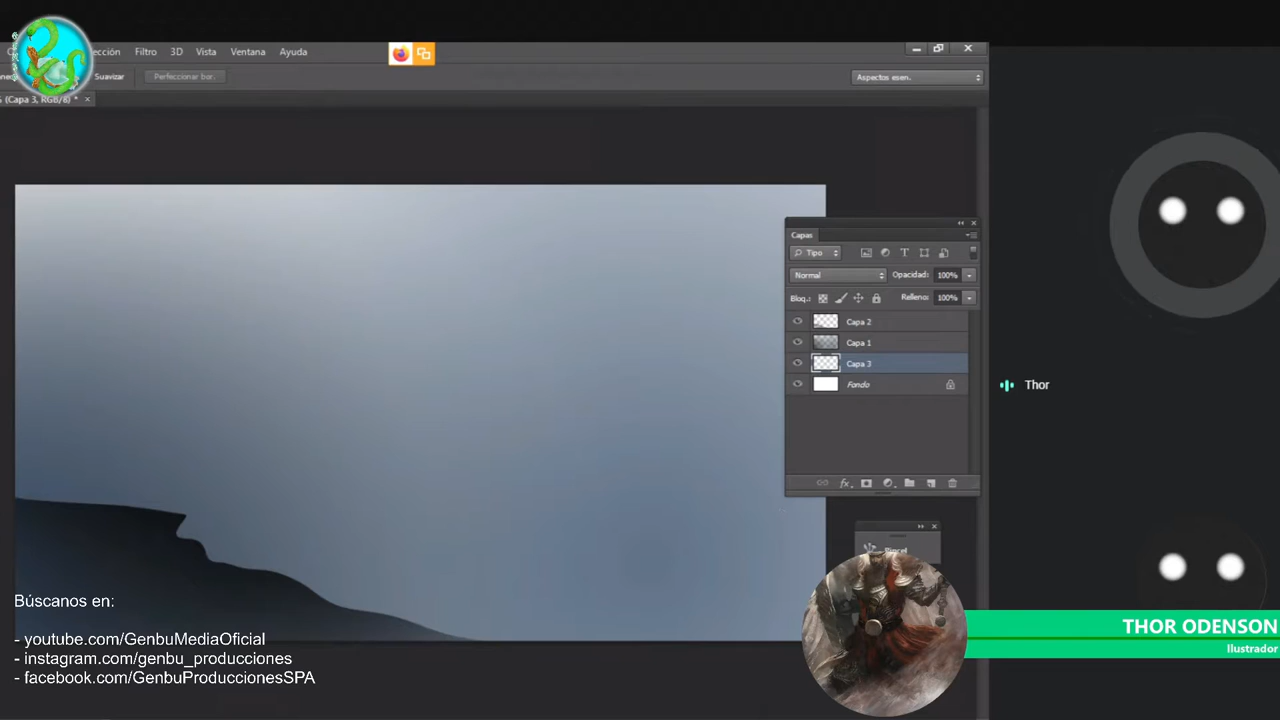 Filtro 3D Vista Ventana Ayuda
Suavizar
Perfeccionar bor.
Aspectos esen.
(Capa 3, RGB/8) * ×
Capas
Tipo
Normal Opacidad: 100%
Bloq.: Relleno: 100%
Capa 2
Capa 1
Capa 3
Fondo
Thor
Búscanos en:
- youtube.com/GenbuMediaOficial
- instagram.com/genbu_producciones
- facebook.com/GenbuProduccionesSPA
THOR ODENSON
Ilustrador